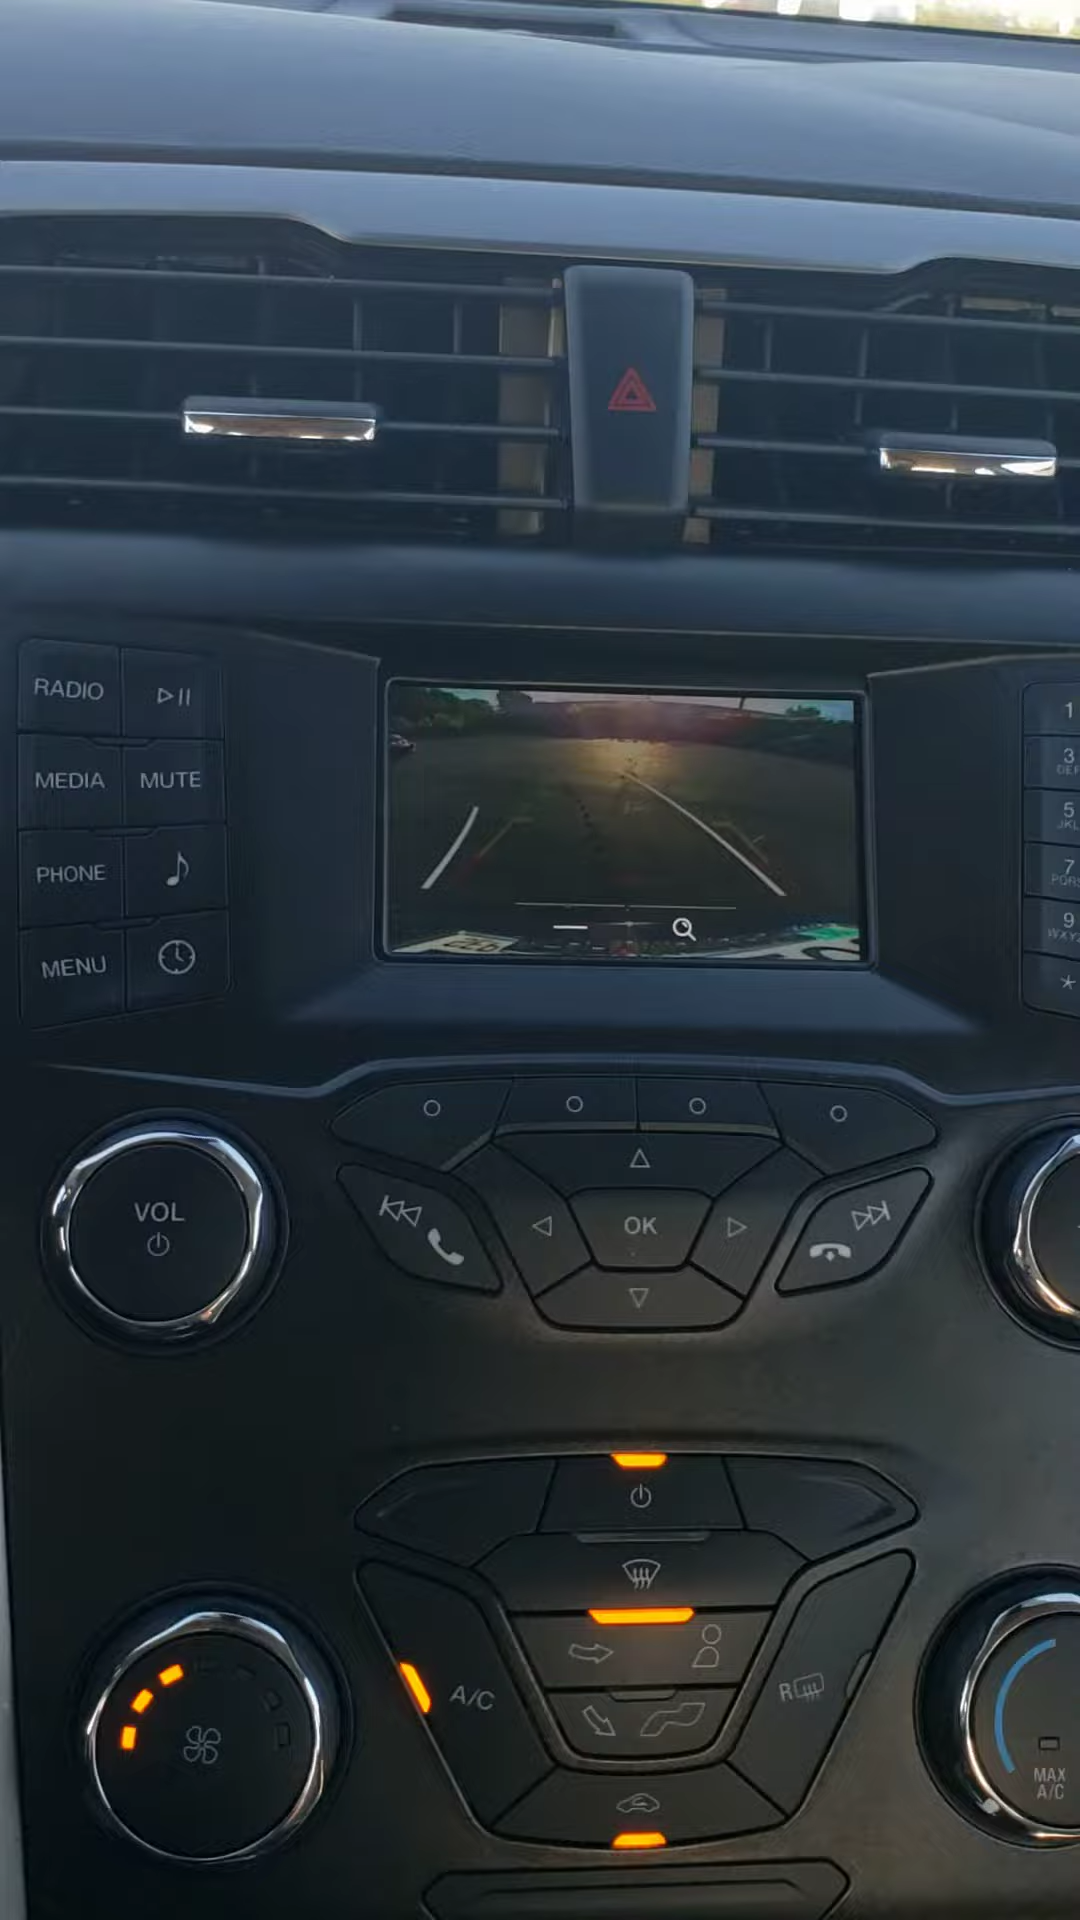 RADIO
MEDIA MUTE
PHONE
MENU
1
3
DEF
5
JKL
7
9
*
VOL
OK
A/C
R
MAX
A/C